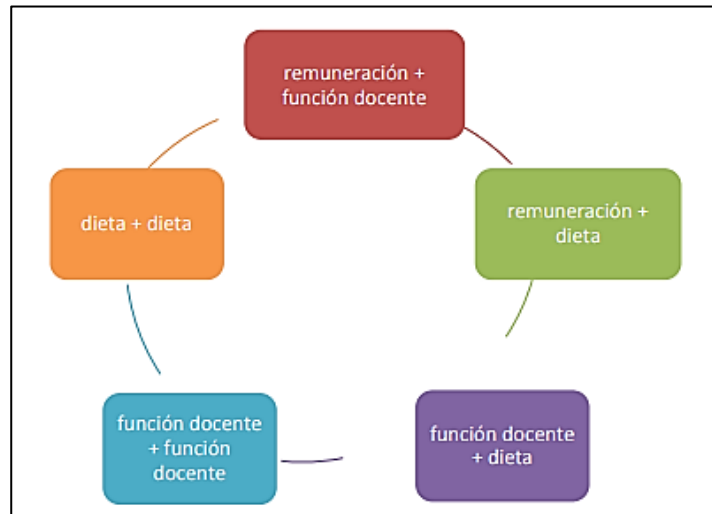 remuneración +
función docente
remuneración +
dieta
función docente
+ dieta
función docente
+ función
docente
dieta + dieta